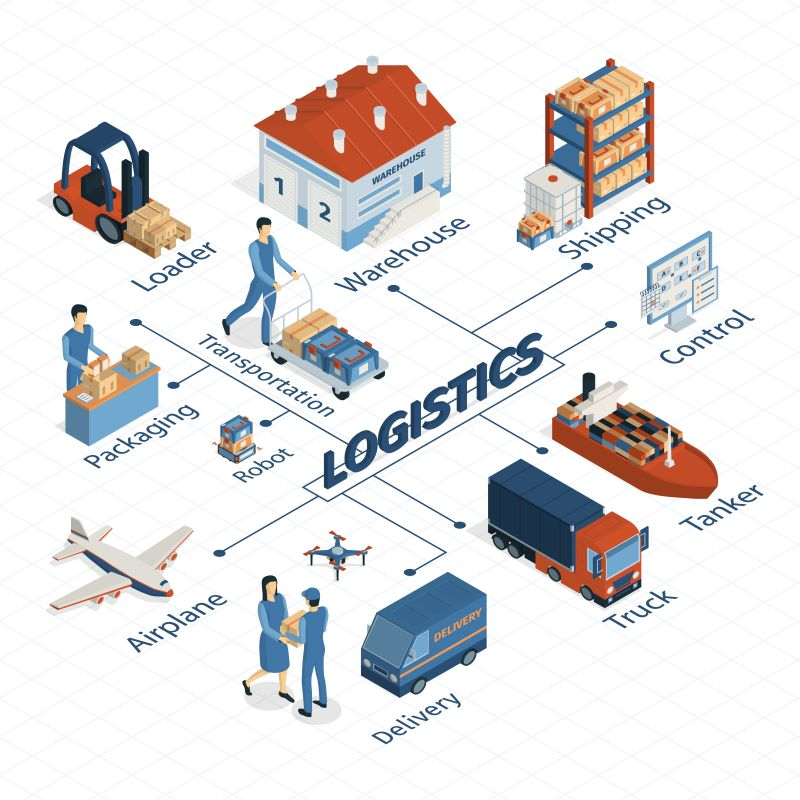 WAREHOUSE
1
2
Loader
Warehouse
Shipping
Control
A B C
D E F
Transportation
Packaging
Robot
LOGISTICS
Tanker
Airplane
Truck
DELIVERY
Delivery